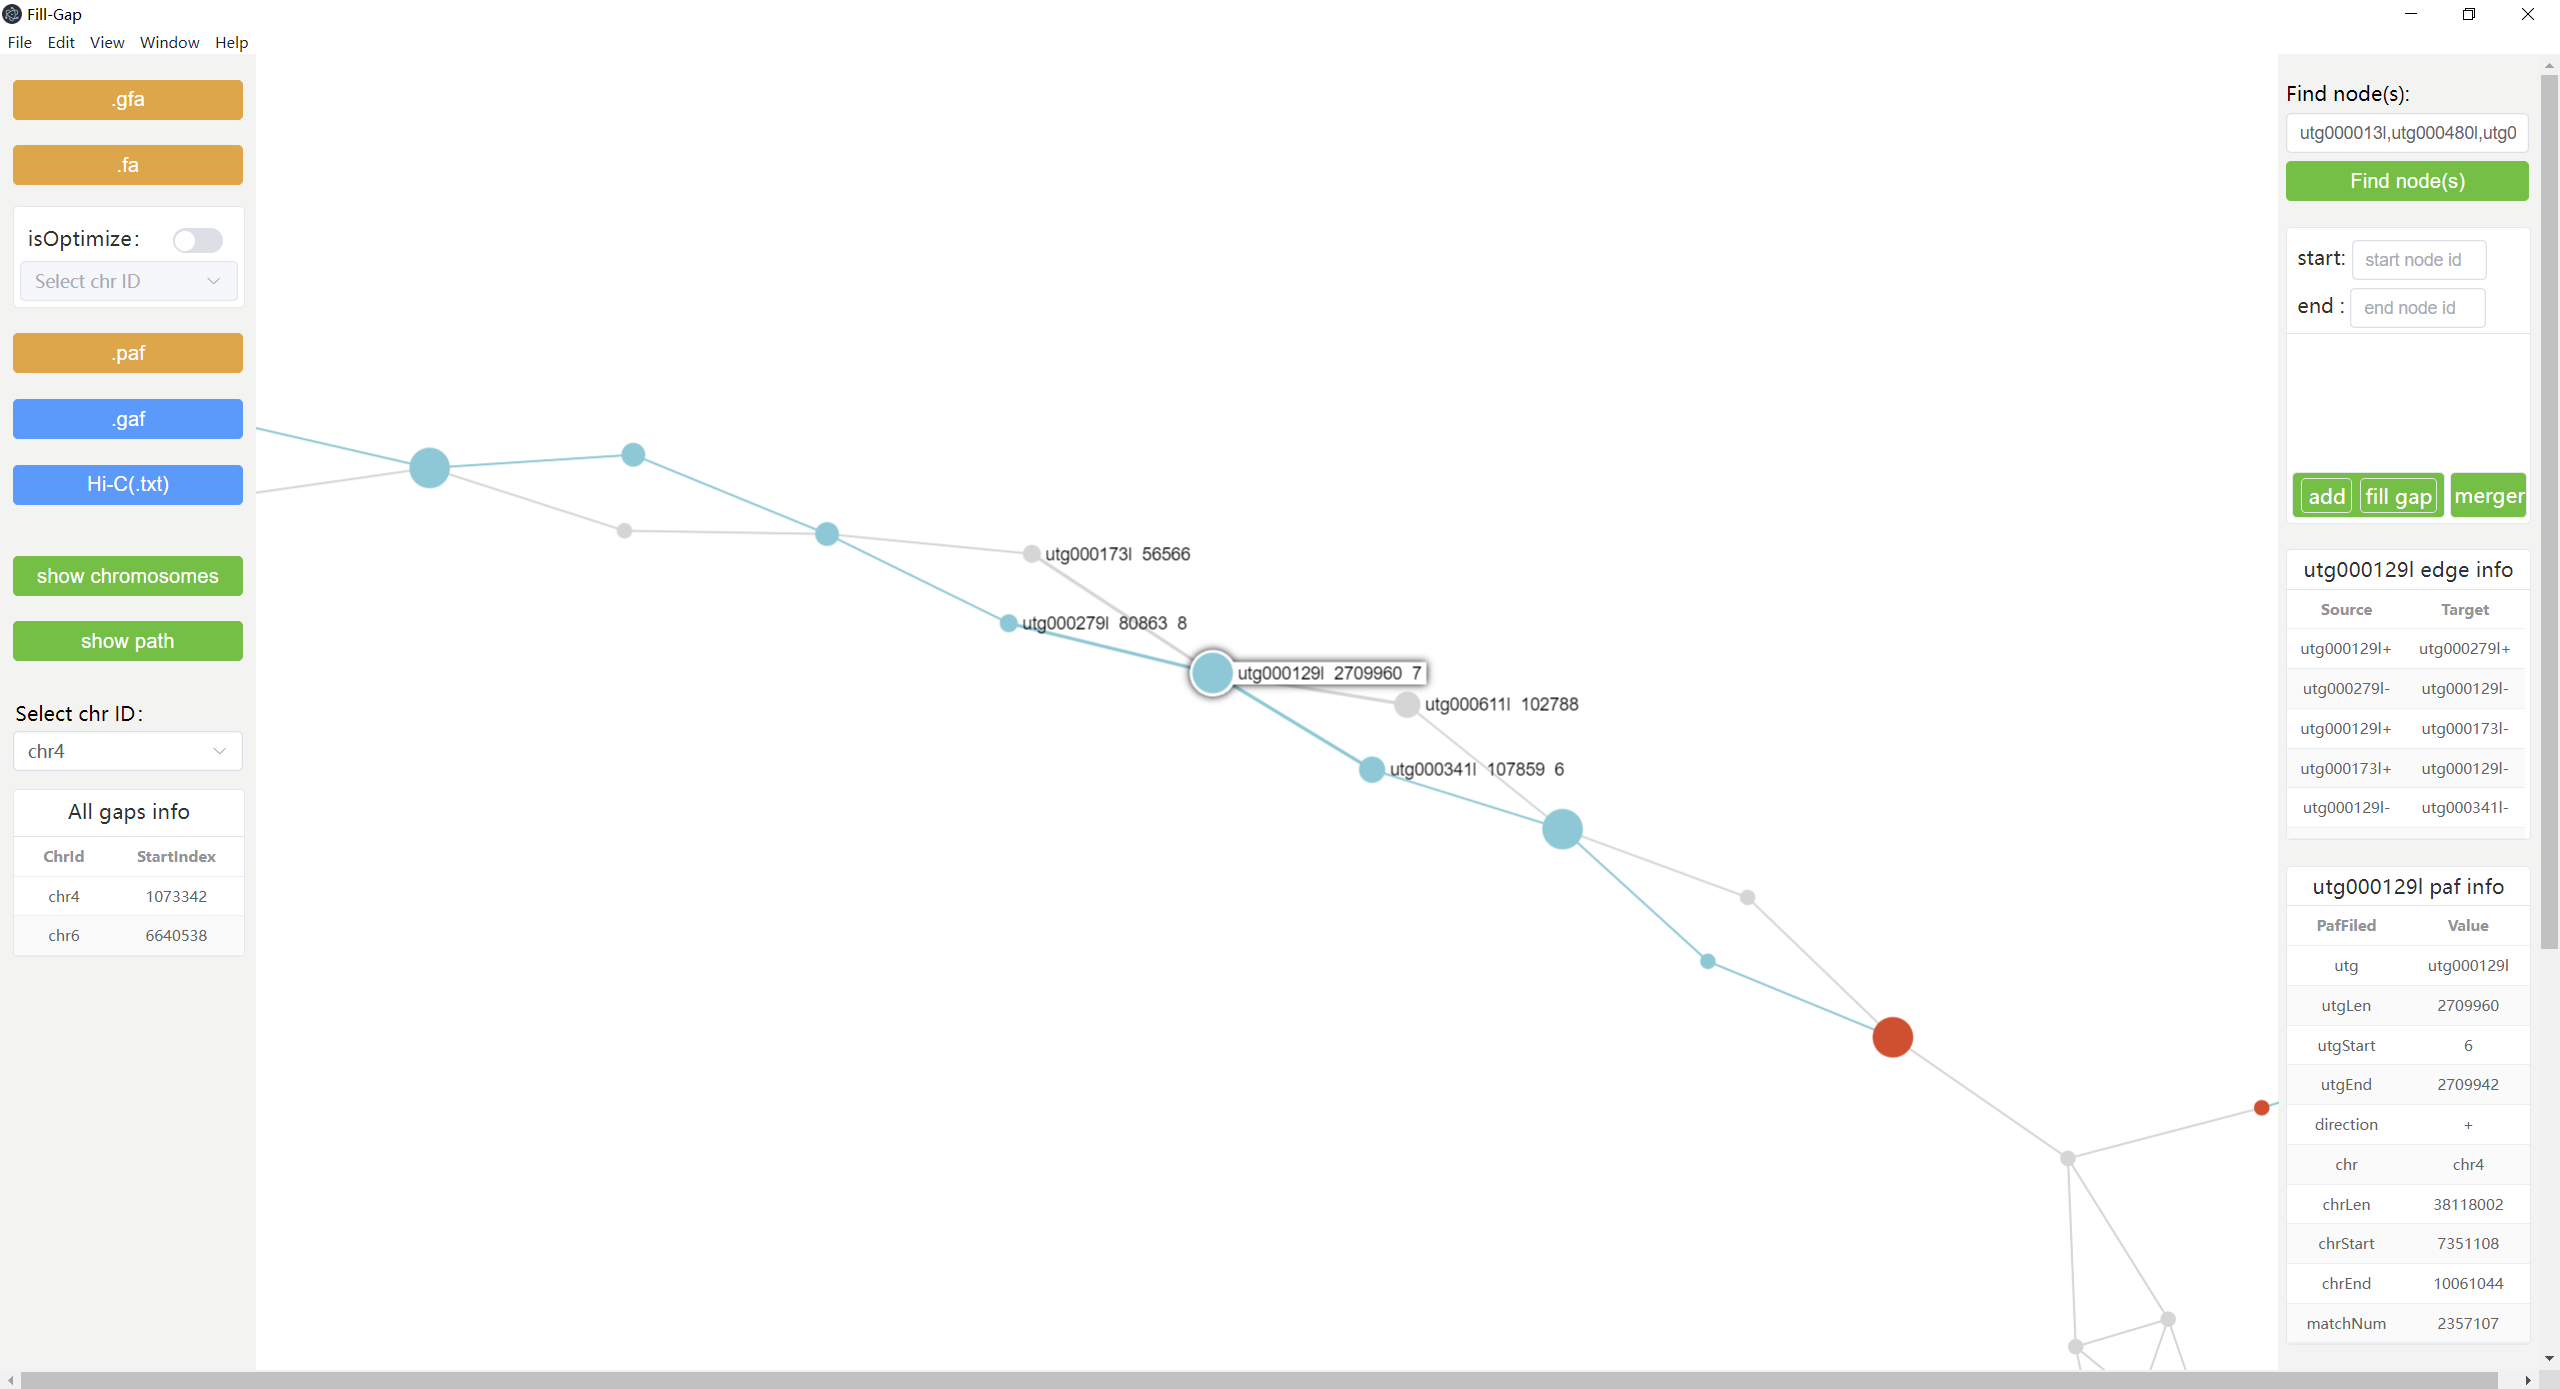 Fill-Gap
File Edit View Window Help
.gfa
.fa
isOptimize:
Select chr ID
.paf
.gaf
Hi-C(.txt)
show chromosomes
show path
Select chr ID:
chr4
All gaps info
ChrId StartIndex
chr4 1073342
chr6 6640538
utg000173l 56566
utg000279l 80863 8
utg000129l 2709960 7
utg000611l 102788
utg000341l 107859 6
Find node(s):
utg000013l,utg000480l,utg0
Find node(s)
start: start node id
end : end node id
add fill gap merger
utg000129l edge info
Source Target
utg000129l+ utg000279l+
utg000279l- utg000129l-
utg000129l+ utg000173l-
utg000173l+ utg000129l-
utg000129l- utg000341l-
utg000129l paf info
PafFiled Value
utg utg000129l
utgLen 2709960
utgStart 6
utgEnd 2709942
direction +
chr chr4
chrLen 38118002
chrStart 7351108
chrEnd 10061044
matchNum 2357107